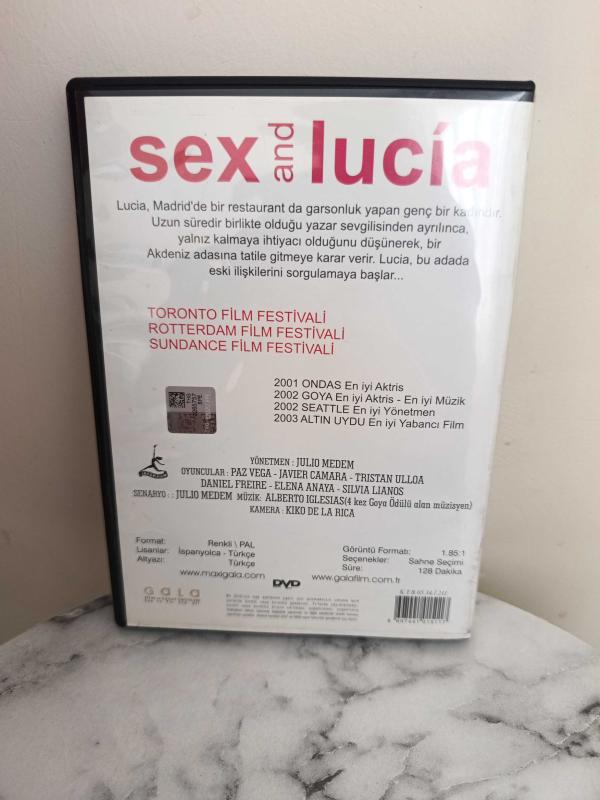 sex and lucía
Lucia, Madrid'de bir restaurant da garsonluk yapan genç bir kadındır.
Uzun süredir birlikte olduğu yazar sevgilisinden ayrılınca,
yalnız kalmaya ihtiyacı olduğunu düşünerek, bir
Akdeniz adasına tatile gitmeye karar verir. Lucia, bu adada
eski ilişkilerini sorgulamaya başlar...
TORONTO FİLM FESTİVALİ
ROTTERDAM FİLM FESTİVALİ
SUNDANCE FİLM FESTİVALİ
2001 ONDAS En iyi Aktris
2002 GOYA En iyi Aktris - En iyi Müzik
2002 SEATTLE En iyi Yönetmen
2003 ALTIN UYDU En iyi Yabancı Film
YÖNETMEN : JULIO MEDEM
OYUNCULAR : PAZ VEGA - JAVIER CAMARA - TRISTAN ULLOA
DANIEL FREIRE - ELENA ANAYA - SILVIA LIANOS
SENARYO : : JULIO MEDEM MÜZİK: ALBERTO IGLESIAS(4 kez Goya Ödülü alan müzisyen)
KAMERA : KIKO DE LA RICA
Format: Renkli \ PAL
Lisanlar: İspanyolca - Türkçe
Altyazı: Türkçe
Görüntü Formatı: 1.85:1
Seçenekler: Sahne Seçimi
Süre: 128 Dakika
www.maxigala.com
DVD
www.galafilm.com.tr
GALA